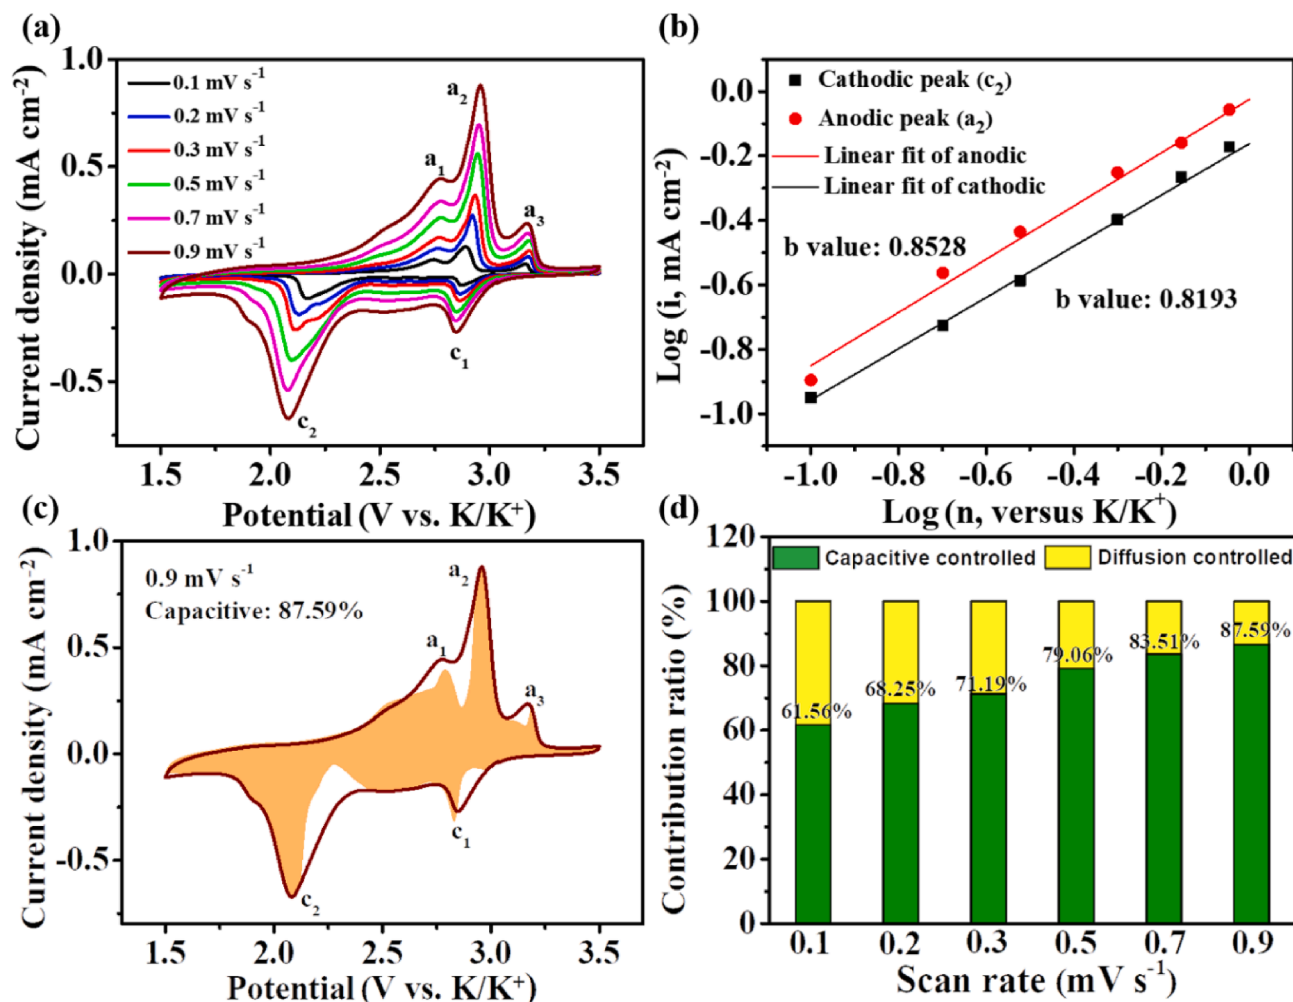 (a)
1.0
0.5
0.0
-0.5
Current density (mA cm-2)
0.1 mV s-1
0.2 mV s-1
0.3 mV s-1
0.5 mV s-1
0.7 mV s-1
0.9 mV s-1
a2
a1
a3
c1
c2
1.5 2.0 2.5 3.0 3.5
Potential (V vs. K/K+)
(b)
0.0
-0.2
-0.4
-0.6
-0.8
-1.0
Log (i, mA cm-2)
Cathodic peak (c2)
Anodic peak (a2)
Linear fit of anodic
Linear fit of cathodic
b value: 0.8528
b value: 0.8193
-1.0 -0.8 -0.6 -0.4 -0.2 0.0
Log (n, versus K/K+)
(c)
1.0
0.5
0.0
-0.5
Current density (mA cm-2)
0.9 mV s-1
Capacitive: 87.59%
a2
a1
a3
c1
c2
1.5 2.0 2.5 3.0 3.5
Potential (V vs. K/K+)
(d)
120
100
80
60
40
20
0
Contribution ratio (%)
Capacitive controlled Diffusion controlled
61.56% 68.25% 71.19% 79.06% 83.51% 87.59%
0.1 0.2 0.3 0.5 0.7 0.9
Scan rate (mV s-1)